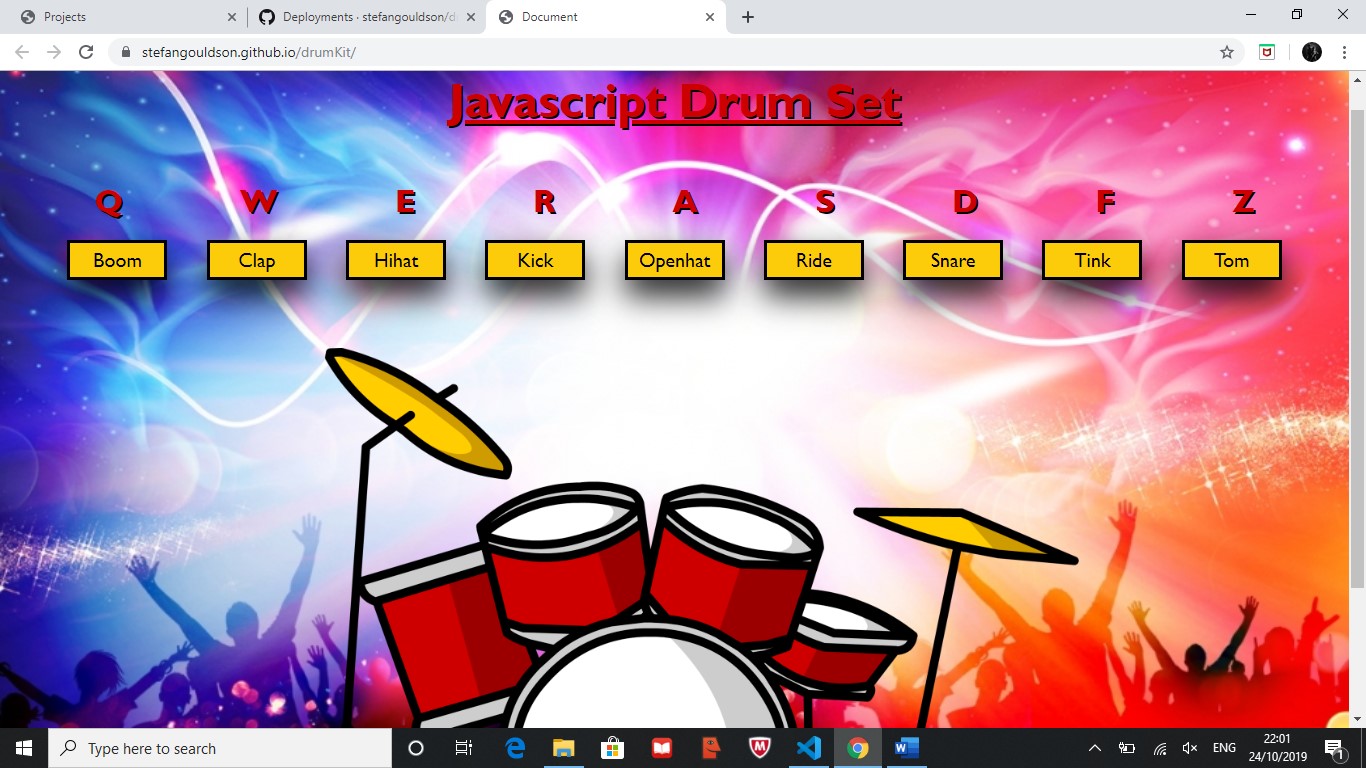 Projects
Deployments · stefangouldson/d
Document
stefangouldson.github.io/drumKit/
Javascript Drum Set
Q W E R A S D F Z
Boom Clap Hihat Kick Openhat Ride Snare Tink Tom
Type here to search
ENG
22:01
24/10/2019
1